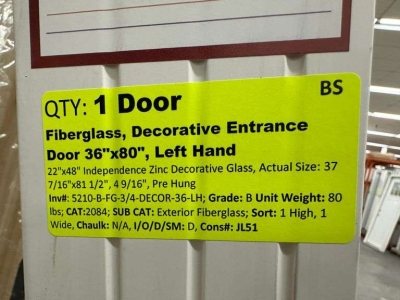 QTY: 1 Door
BS
Fiberglass, Decorative Entrance
Door 36"x80", Left Hand
22"x48" Independence Zinc Decorative Glass, Actual Size: 37
7/16"x81 1/2", 4 9/16", Pre Hung
Inv#: 5210-B-FG-3/4-DECOR-36-LH; Grade: B Unit Weight: 80
lbs; CAT:2084; SUB CAT: Exterior Fiberglass; Sort: 1 High, 1
Wide, Chaulk: N/A, I/O/D/SM: D, Cons#: JL51